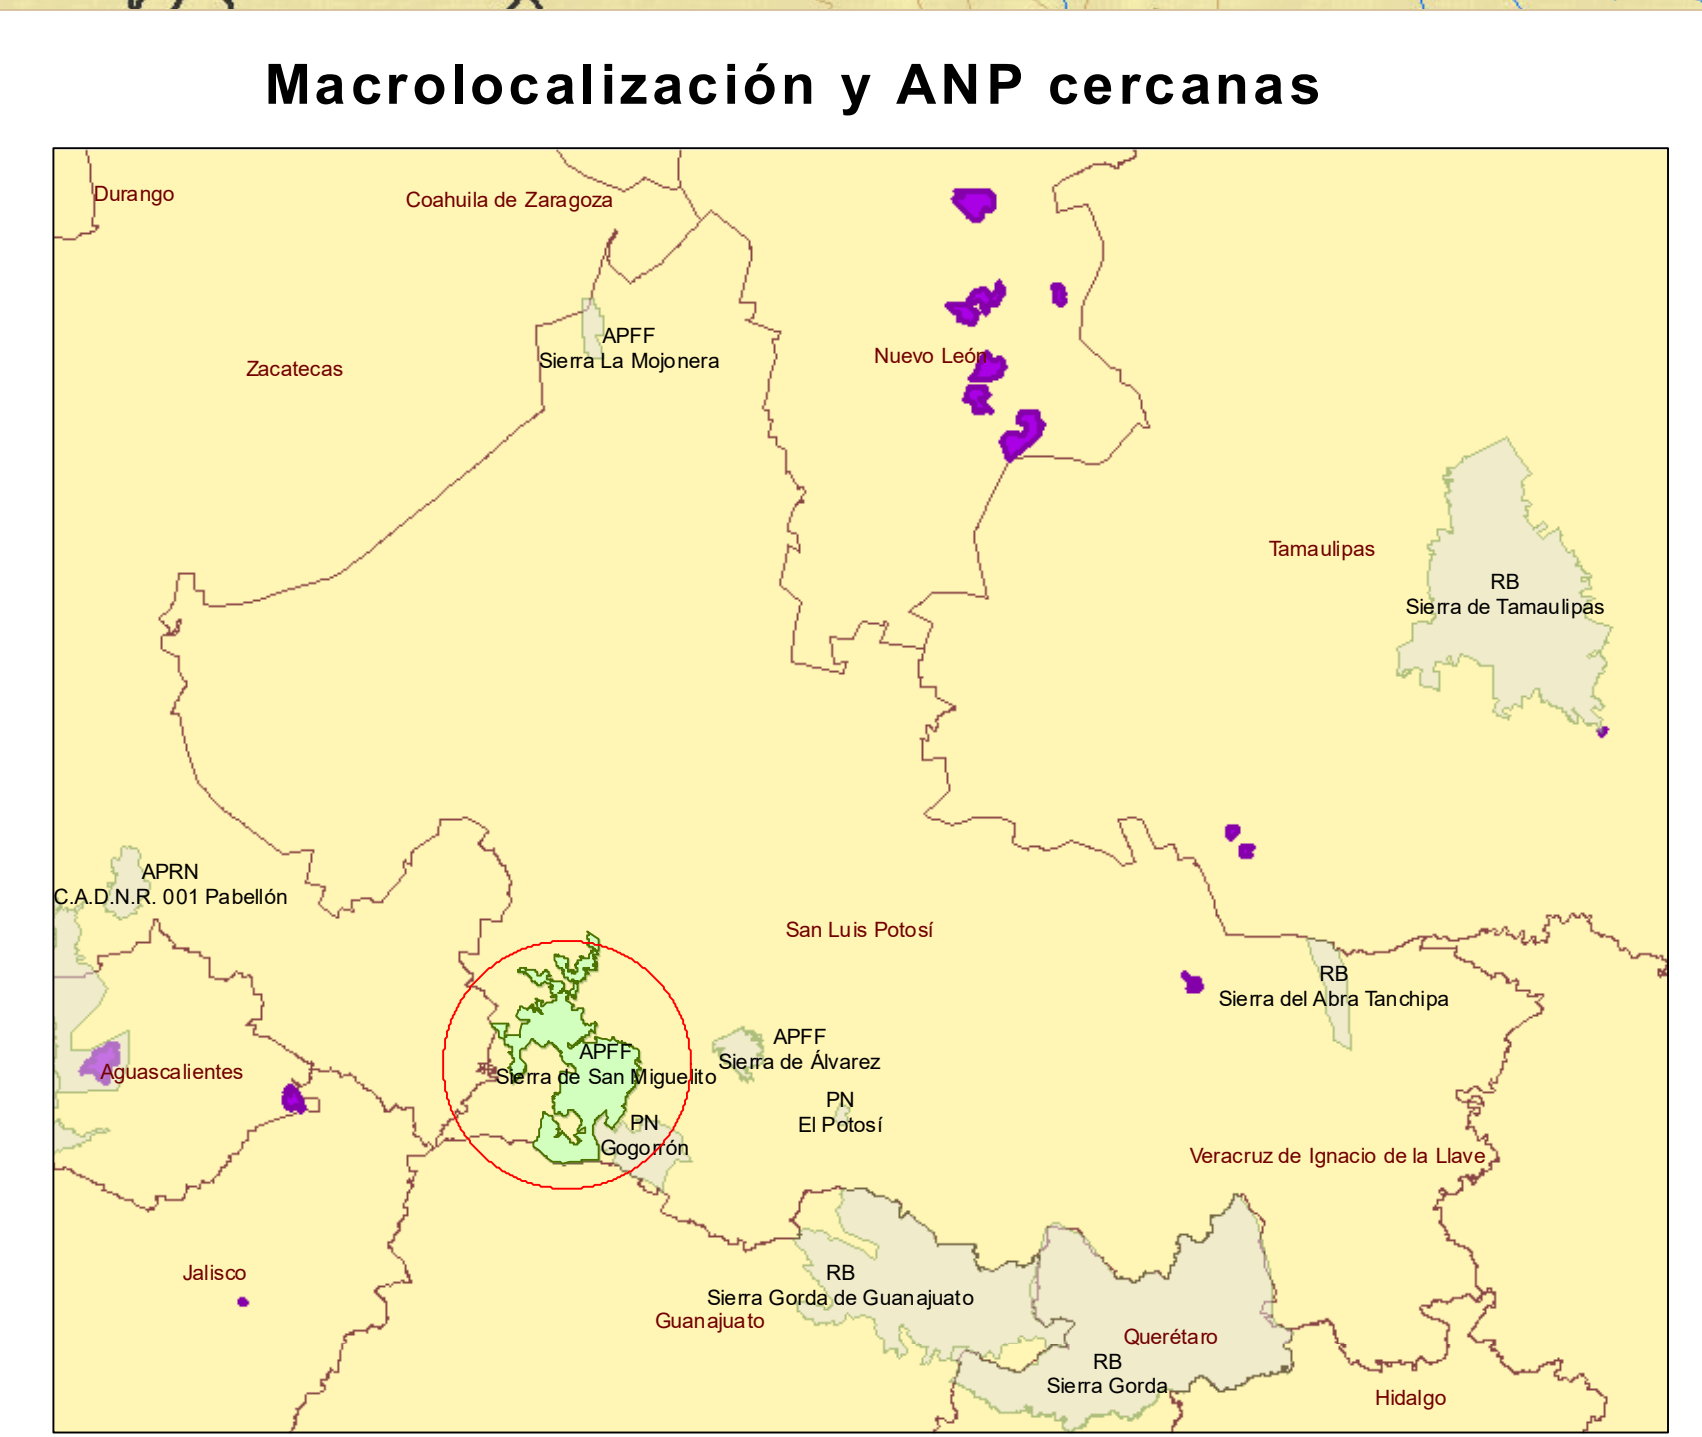 Macrolocalización y ANP cercanas
Durango
Coahuila de Zaragoza
APFF
Sierra La Mojonera
Nuevo León
Zacatecas
Tamaulipas
RB
Sierra de Tamaulipas
APRN
C.A.D.N.R. 001 Pabellón
San Luis Potosí
RB
Sierra del Abra Tanchipa
APFF
Sierra de Álvarez
APFF
Sierra de San Miguelito
Aguascalientes
PN
El Potosí
PN
Gogorrón
Veracruz de Ignacio de la Llave
Jalisco
RB
Sierra Gorda de Guanajuato
Guanajuato
Querétaro
RB
Sierra Gorda
Hidalgo